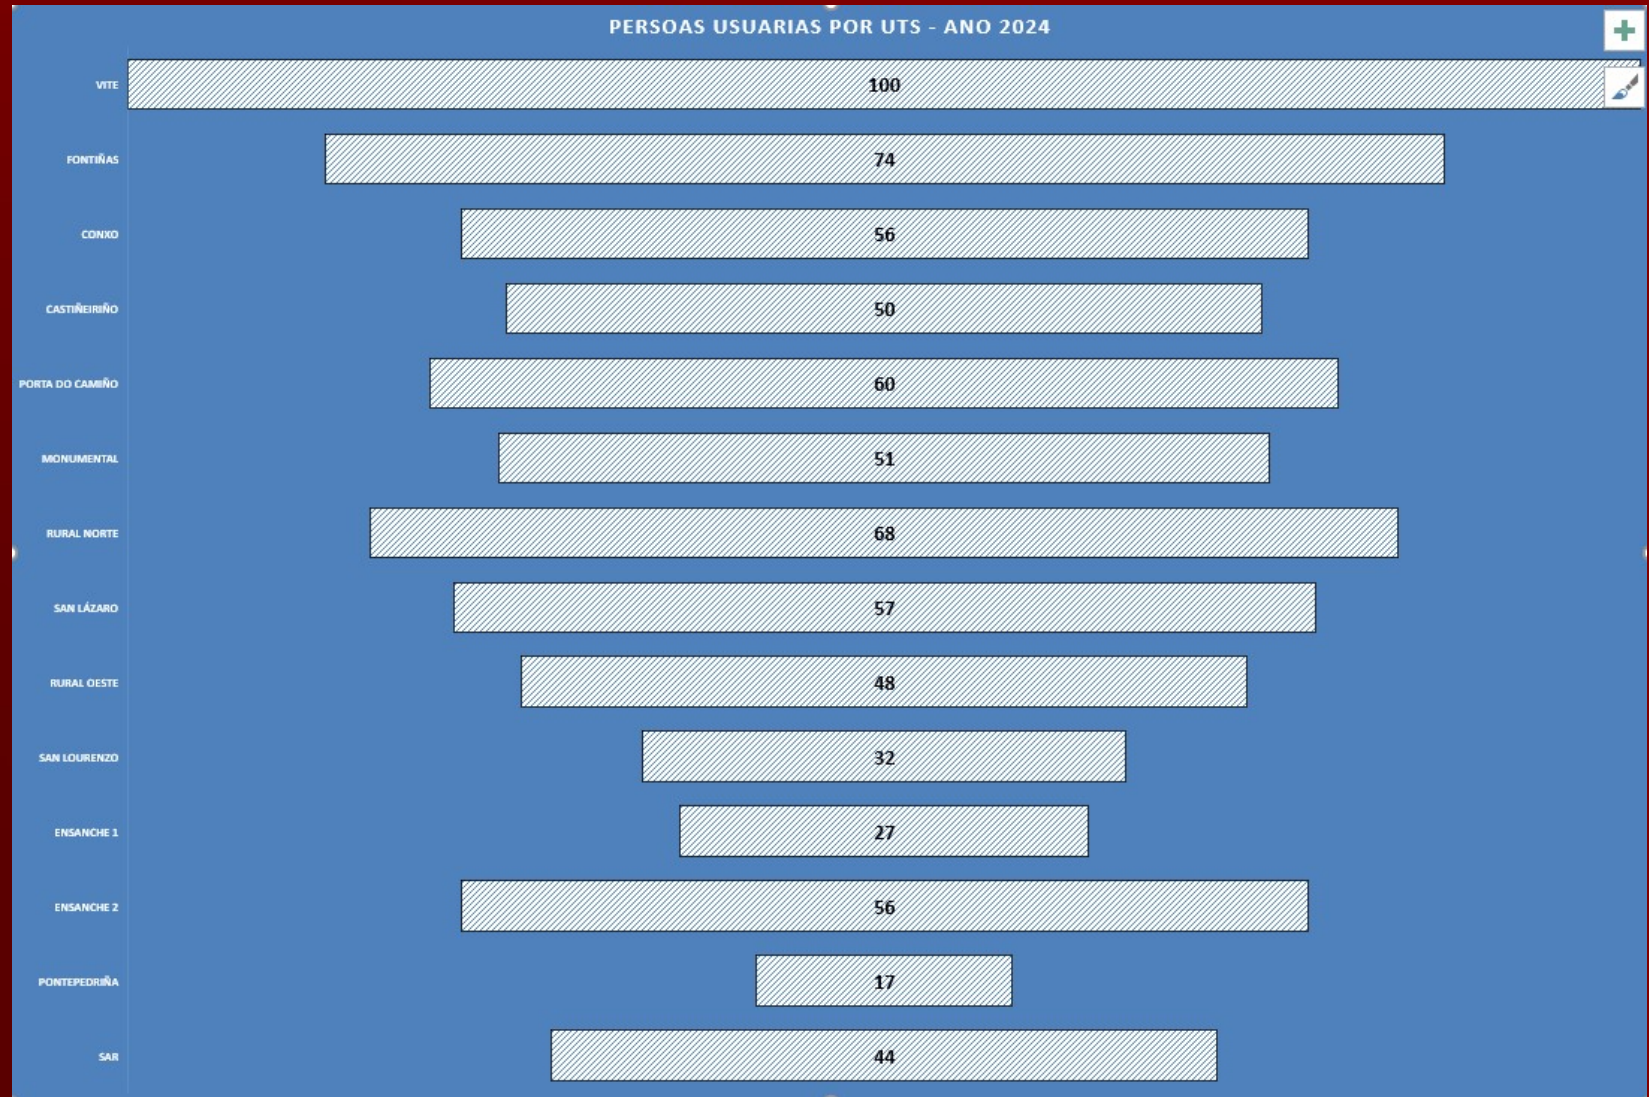 PERSOAS USUARIAS POR UTS - ANO 2024
VITE 100
FONTIÑAS 74
CONXO 56
CASTIÑEIRIÑO 50
PORTA DO CAMIÑO 60
MONUMENTAL 51
RURAL NORTE 68
SAN LÁZARO 57
RURAL OESTE 48
SAN LOURENZO 32
ENSANCHE 1 27
ENSANCHE 2 56
PONTEPEDRIÑA 17
SAR 44